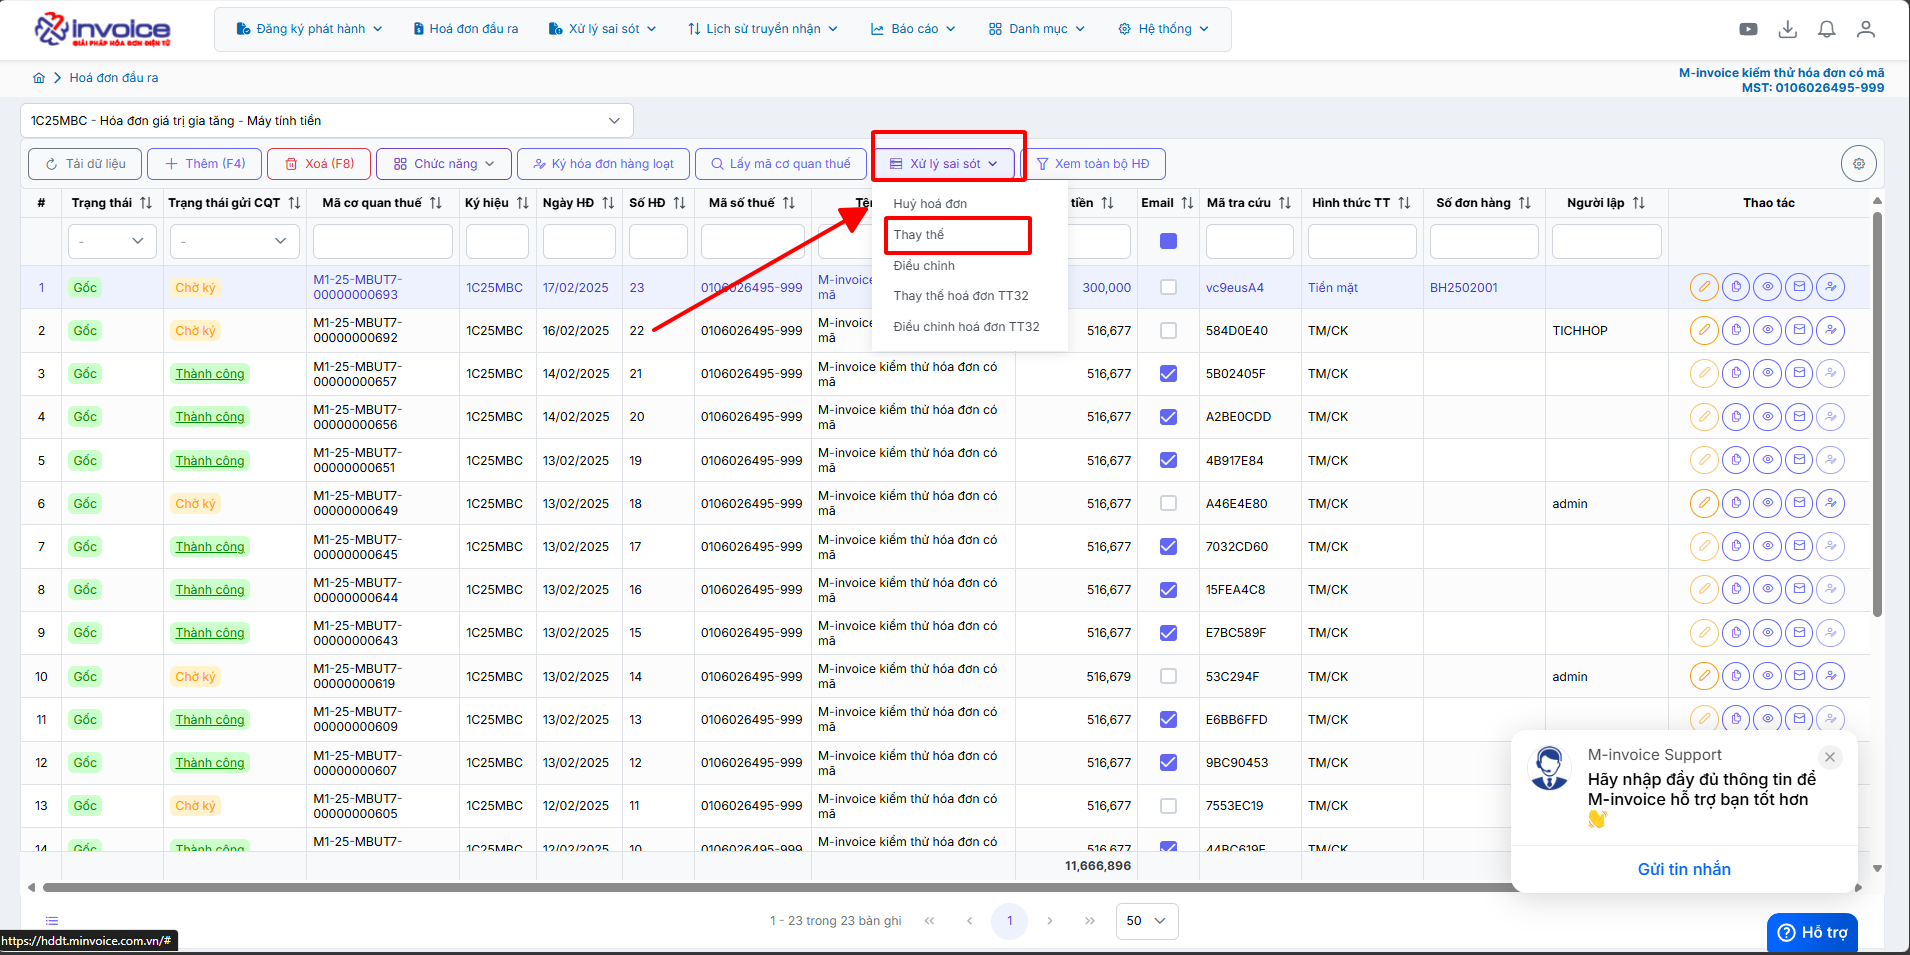 invoice
GIẢI PHÁP HÓA ĐƠN ĐIỆN TỬ
Đăng ký phát hành
Hoá đơn đầu ra
Xử lý sai sót
Lịch sử truyền nhận
Báo cáo
Danh mục
Hệ thống
Hoá đơn đầu ra
M-invoice kiểm thử hóa đơn có mã
MST: 0106026495-999
1C25MBC - Hóa đơn giá trị gia tăng - Máy tính tiền
Tải dữ liệu
Thêm (F4)
Xoá (F8)
Chức năng
Ký hóa đơn hàng loạt
Lấy mã cơ quan thuế
Xử lý sai sót
Xem toàn bộ HĐ
Huỷ hoá đơn
Thay thế
Điều chỉnh
Thay thế hoá đơn TT32
Điều chỉnh hoá đơn TT32
# Trạng thái Trạng thái gửi CQT Mã cơ quan thuế Ký hiệu Ngày HĐ Số HĐ Mã số thuế Tên tiền Email Mã tra cứu Hình thức TT Số đơn hàng Người lập Thao tác
- -
1 Gốc Chờ ký M1-25-MBUT7-00000000693 1C25MBC 17/02/2025 23 0106026495-999 M-invoice mã 300,000 vc9eusA4 Tiền mặt BH2502001
2 Gốc Chờ ký M1-25-MBUT7-00000000692 1C25MBC 16/02/2025 22 0106026495-999 M-invoice mã 516,677 584D0E40 TM/CK TICHHOP
3 Gốc Thành công M1-25-MBUT7-00000000657 1C25MBC 14/02/2025 21 0106026495-999 M-invoice kiểm thử hóa đơn có mã 516,677 5B02405F TM/CK
4 Gốc Thành công M1-25-MBUT7-00000000656 1C25MBC 14/02/2025 20 0106026495-999 M-invoice kiểm thử hóa đơn có mã 516,677 A2BE0CDD TM/CK
5 Gốc Thành công M1-25-MBUT7-00000000651 1C25MBC 13/02/2025 19 0106026495-999 M-invoice kiểm thử hóa đơn có mã 516,677 4B917E84 TM/CK
6 Gốc Chờ ký M1-25-MBUT7-00000000649 1C25MBC 13/02/2025 18 0106026495-999 M-invoice kiểm thử hóa đơn có mã 516,677 A46E4E80 TM/CK admin
7 Gốc Thành công M1-25-MBUT7-00000000645 1C25MBC 13/02/2025 17 0106026495-999 M-invoice kiểm thử hóa đơn có mã 516,677 7032CD60 TM/CK
8 Gốc Thành công M1-25-MBUT7-00000000644 1C25MBC 13/02/2025 16 0106026495-999 M-invoice kiểm thử hóa đơn có mã 516,677 15FEA4C8 TM/CK
9 Gốc Thành công M1-25-MBUT7-00000000643 1C25MBC 13/02/2025 15 0106026495-999 M-invoice kiểm thử hóa đơn có mã 516,677 E7BC589F TM/CK
10 Gốc Chờ ký M1-25-MBUT7-00000000619 1C25MBC 13/02/2025 14 0106026495-999 M-invoice kiểm thử hóa đơn có mã 516,679 53C294F TM/CK admin
11 Gốc Thành công M1-25-MBUT7-00000000609 1C25MBC 13/02/2025 13 0106026495-999 M-invoice kiểm thử hóa đơn có mã 516,677 E6BB6FFD TM/CK
12 Gốc Thành công M1-25-MBUT7-00000000607 1C25MBC 13/02/2025 12 0106026495-999 M-invoice kiểm thử hóa đơn có mã 516,677 9BC90453 TM/CK
13 Gốc Chờ ký M1-25-MBUT7-00000000605 1C25MBC 12/02/2025 11 0106026495-999 M-invoice kiểm thử hóa đơn có mã 516,677 7553EC19 TM/CK
14 Gốc Thành công M1-25-MBUT7- 1C25MBC 12/02/2025 10 0106026495-999 M-invoice kiểm thử hóa đơn có 516,677 44BC619F TM/CK
11,666,896
M-invoice Support
Hãy nhập đầy đủ thông tin để
M-invoice hỗ trợ bạn tốt hơn
Gửi tin nhắn
1 - 23 trong 23 bản ghi
1
50
https://hddt.minvoice.com.vn/#
Hỗ trợ